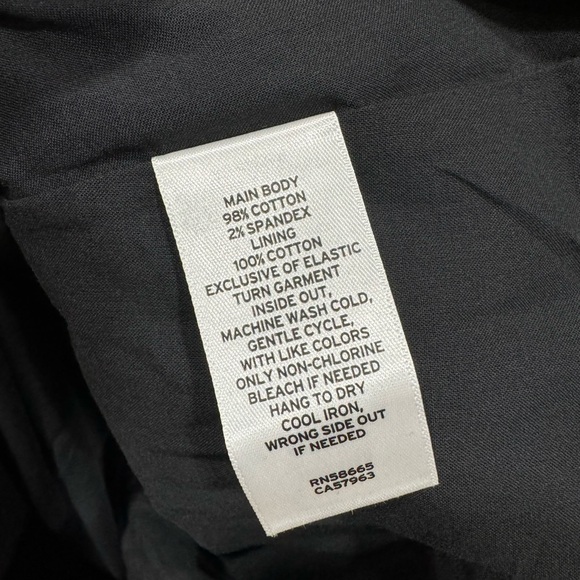 MAIN BODY
98% COTTON
2% SPANDEX
LINING
100% COTTON
EXCLUSIVE OF ELASTIC
TURN GARMENT
INSIDE OUT,
MACHINE WASH COLD,
GENTLE CYCLE,
WITH LIKE COLORS
ONLY NON-CHLORINE
BLEACH IF NEEDED
HANG TO DRY
COOL IRON,
WRONG SIDE OUT
IF NEEDED
RN58665
CA57963